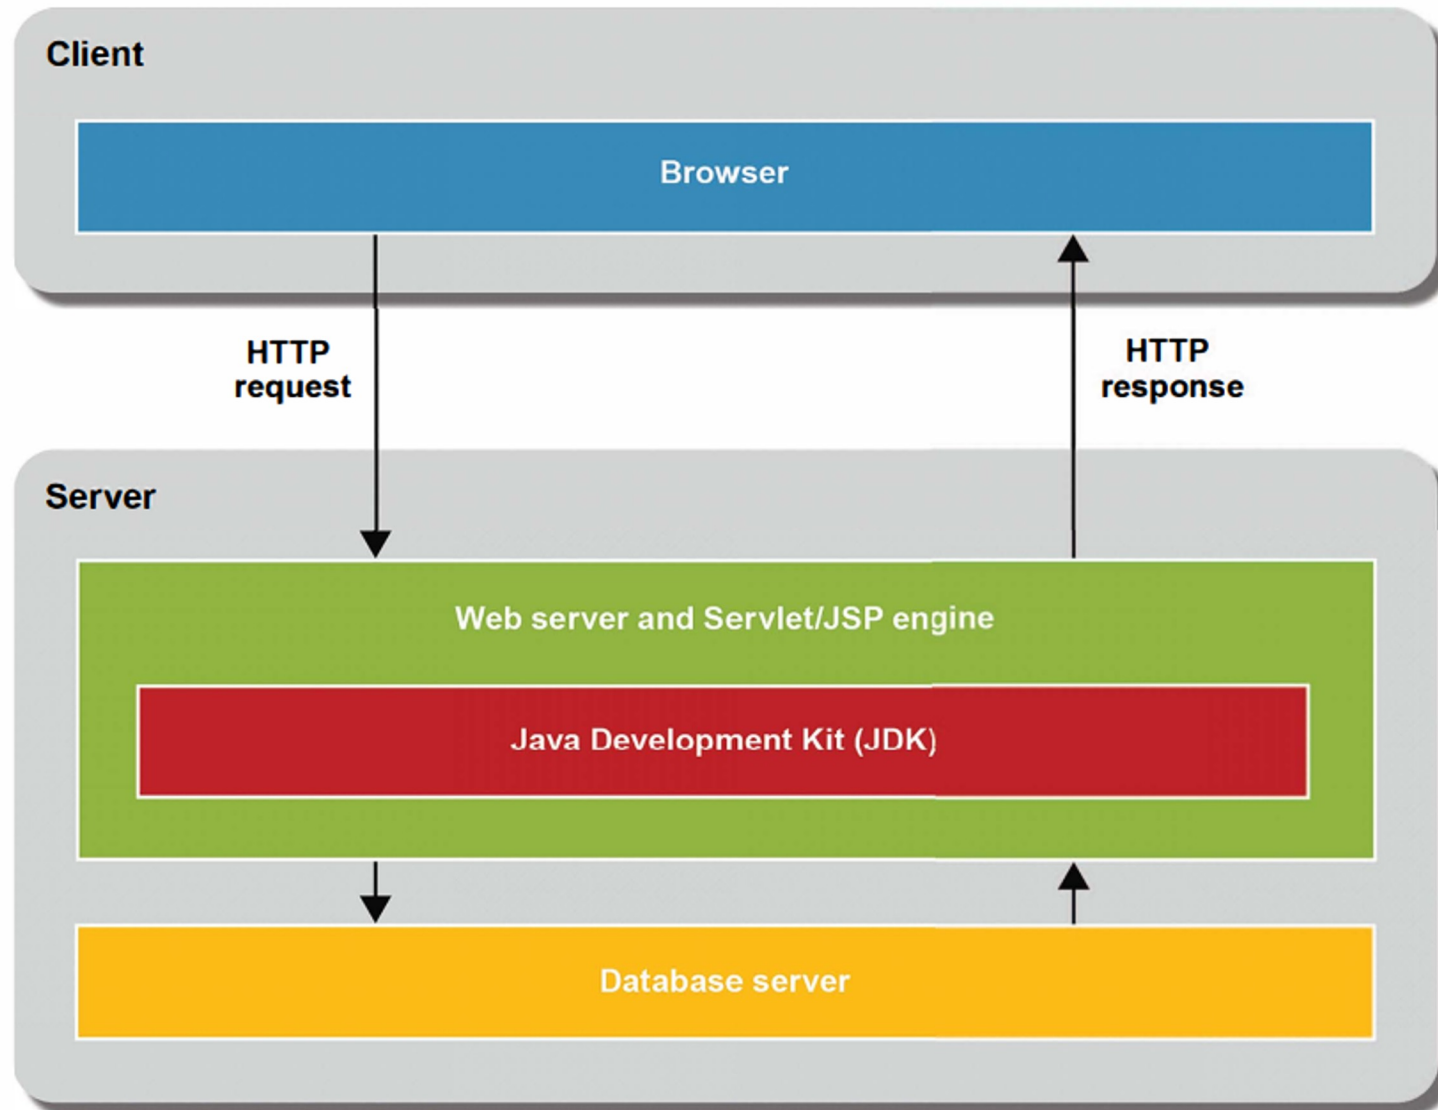 Client
Browser
HTTP
request
HTTP
response
Server
Web server and Servlet/JSP engine
Java Development Kit (JDK)
Database server